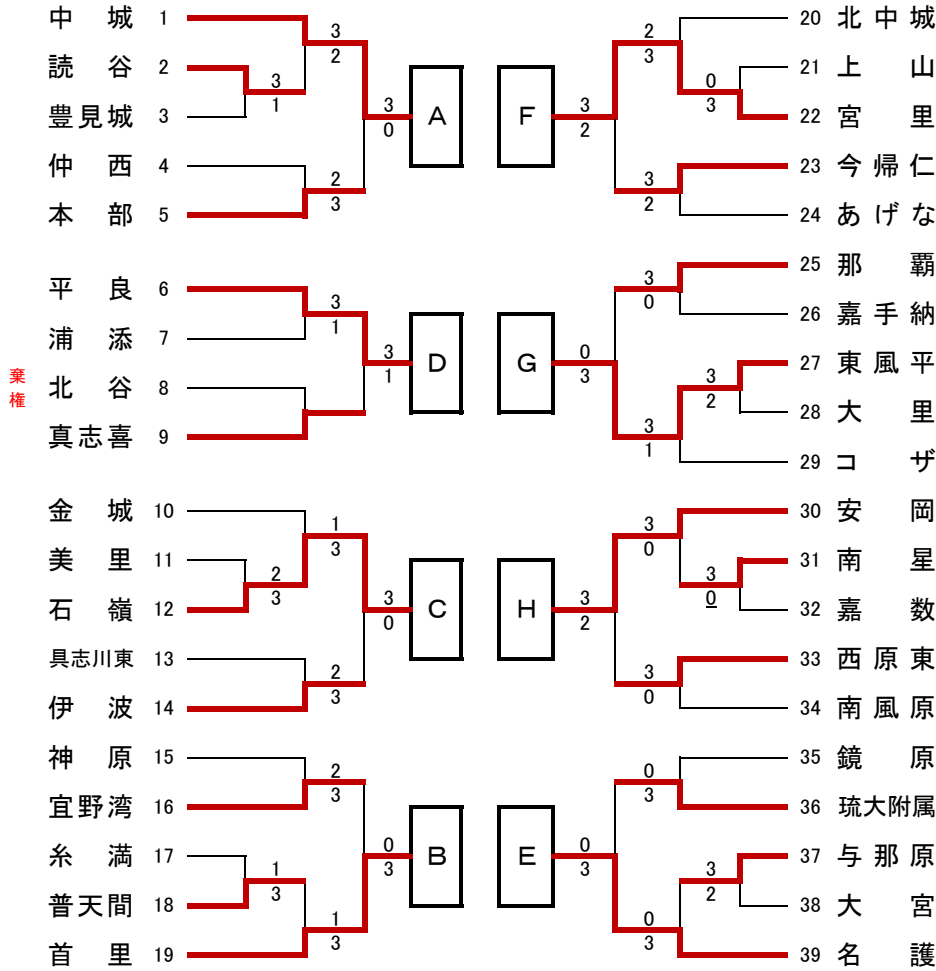 中城 1
読谷 2
豊見城 3
仲西 4
本部 5
3
2
3
1
2
3
3
0
A
平良 6
浦添 7
棄権
北谷 8
真志喜 9
3
1
3
1
D
金城 10
美里 11
石嶺 12
具志川東 13
伊波 14
1
3
2
3
2
3
3
0
C
神原 15
宜野湾 16
糸満 17
普天間 18
首里 19
2
3
1
3
1
3
0
3
B
20 北中城
21 上山
22 宮里
23 今帰仁
24 あげな
2
3
0
3
3
2
3
2
F
25 那覇
26 嘉手納
27 東風平
28 大里
29 コザ
3
0
3
2
3
1
0
3
G
30 安岡
31 南星
32 嘉数
33 西原東
34 南風原
3
0
3
0
3
0
3
2
H
35 鏡原
36 琉大附属
37 与那原
38 大宮
39 名護
0
3
3
2
0
3
0
3
E